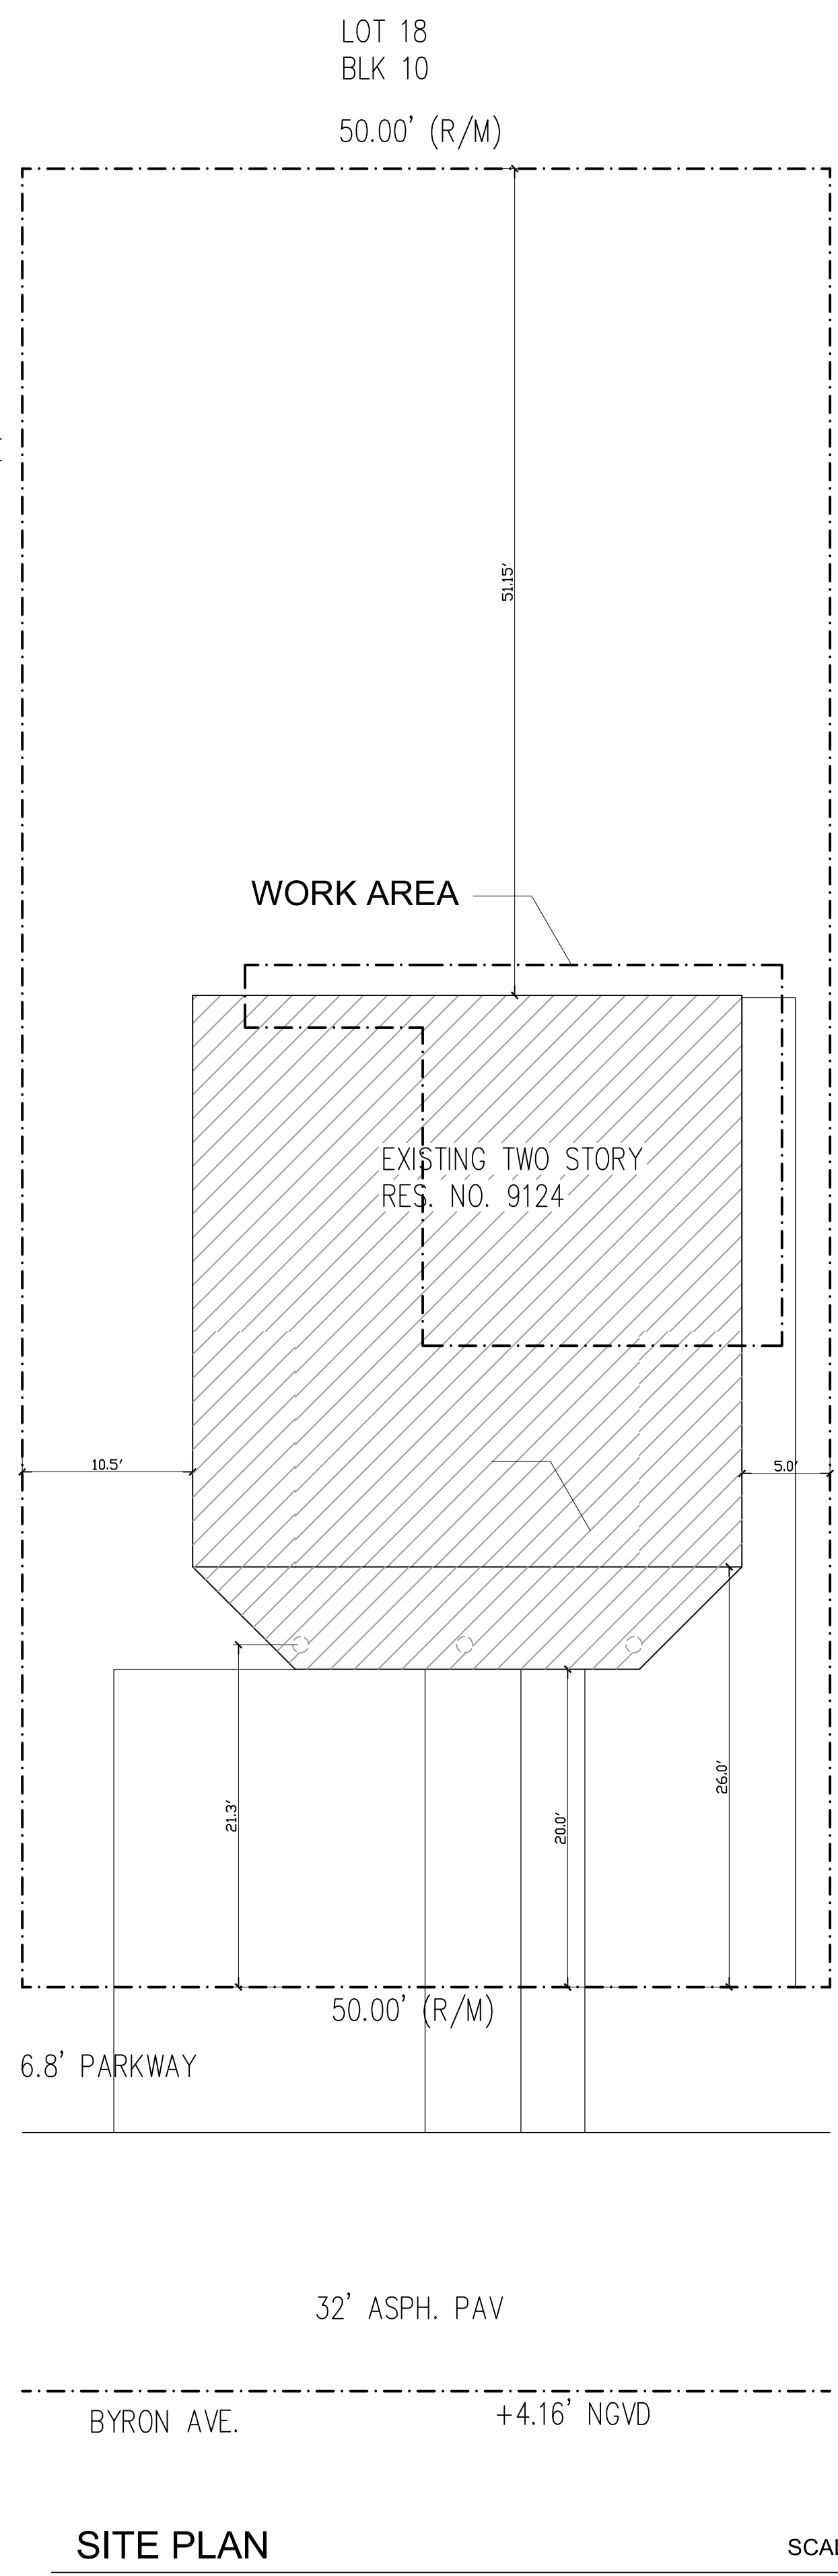 LOT 18
BLK 10
50.00' (R/M)
51.15'
WORK AREA
EXISTING TWO STORY
RES. NO. 9124
10.5'
5.0'
21.3'
20.0'
26.0'
50.00' (R/M)
6.8' PARKWAY
32' ASPH. PAV
BYRON AVE.
+4.16' NGVD
SITE PLAN